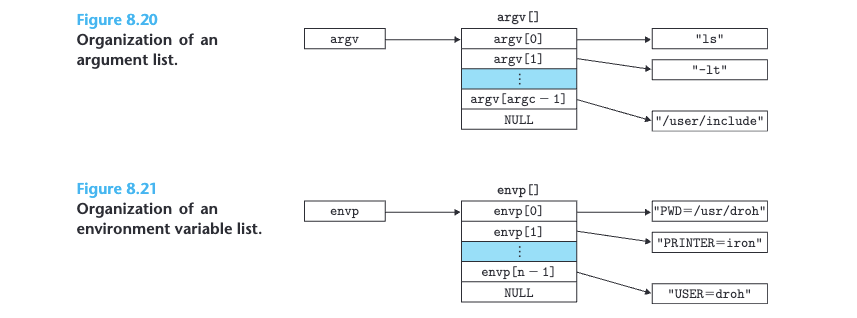 Figure 8.20
Organization of an
argument list.
argv
argv[]
argv[0]
argv[1]
⋮
argv[argc − 1]
NULL
"ls"
"-lt"
"/user/include"
Figure 8.21
Organization of an
environment variable list.
envp
envp[]
envp[0]
envp[1]
⋮
envp[n − 1]
NULL
"PWD=/usr/droh"
"PRINTER=iron"
"USER=droh"